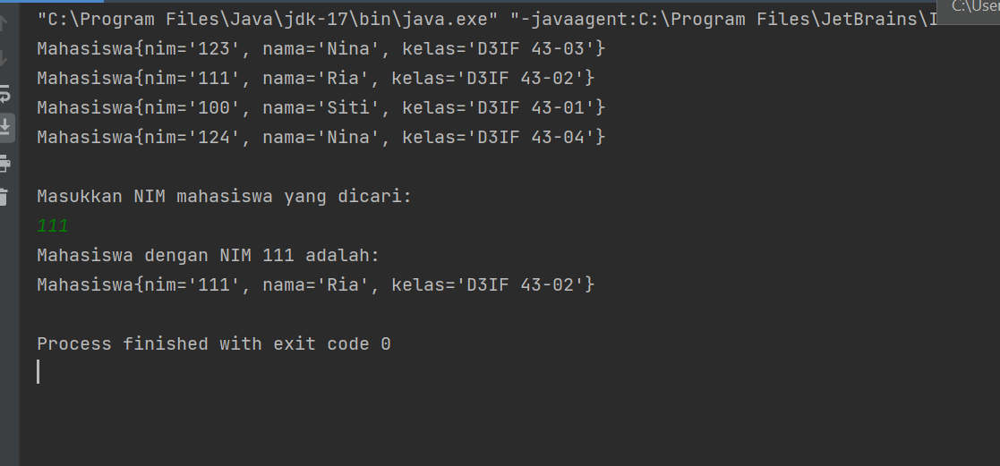 C:\User
"C:\Program Files\Java\jdk-17\bin\java.exe" "-javaagent:C:\Program Files\JetBrains\I
Mahasiswa{nim='123', nama='Nina', kelas='D3IF 43-03'}
Mahasiswa{nim='111', nama='Ria', kelas='D3IF 43-02'}
Mahasiswa{nim='100', nama='Siti', kelas='D3IF 43-01'}
Mahasiswa{nim='124', nama='Nina', kelas='D3IF 43-04'}
Masukkan NIM mahasiswa yang dicari:
111
Mahasiswa dengan NIM 111 adalah:
Mahasiswa{nim='111', nama='Ria', kelas='D3IF 43-02'}
Process finished with exit code 0